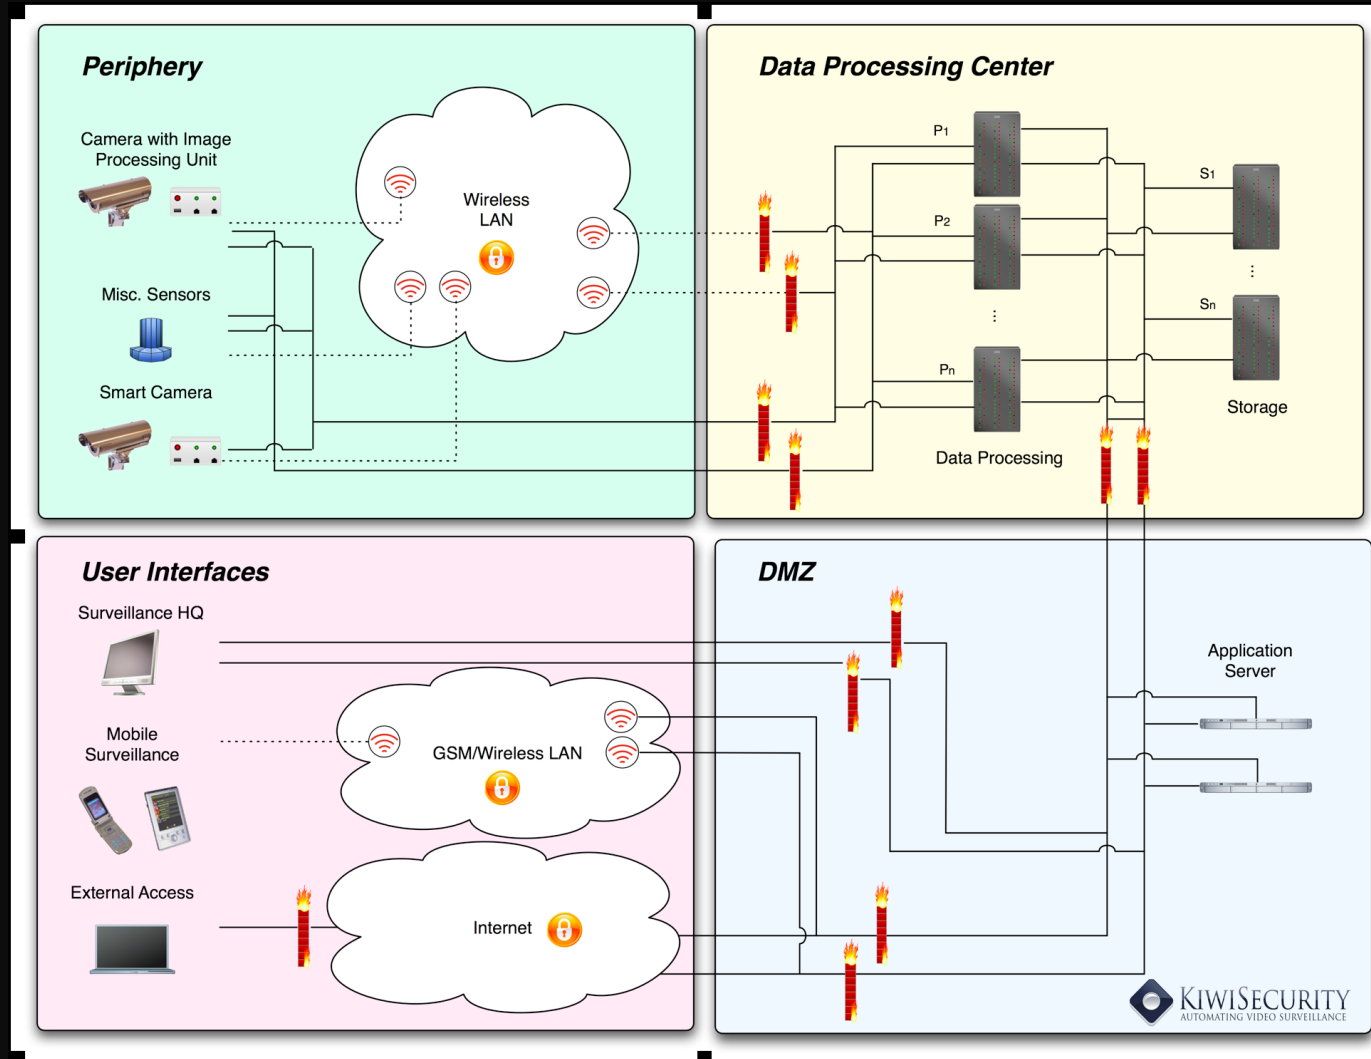 Periphery
Camera with Image
Processing Unit
Wireless
LAN
Misc. Sensors
Smart Camera
Data Processing Center
P1
P2
⋮
Pn
Data Processing
S1
⋮
Sn
Storage
User Interfaces
Surveillance HQ
Mobile
Surveillance
GSM/Wireless LAN
External Access
Internet
DMZ
Application
Server
KIWISECURITY
AUTOMATING VIDEO SURVEILLANCE